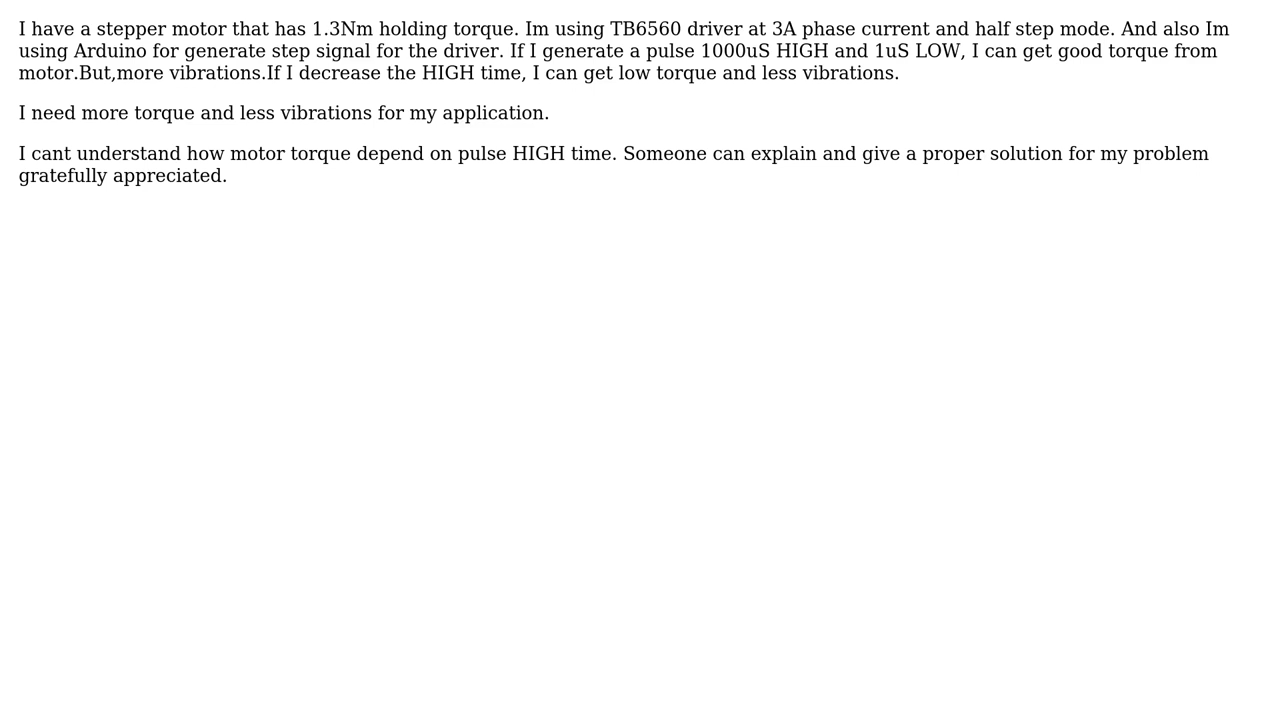 I have a stepper motor that has 1.3Nm holding torque. Im using TB6560 driver at 3A phase current and half step mode. And also Im
using Arduino for generate step signal for the driver. If I generate a pulse 1000uS HIGH and 1uS LOW, I can get good torque from
motor.But,more vibrations.If I decrease the HIGH time, I can get low torque and less vibrations.
I need more torque and less vibrations for my application.
I cant understand how motor torque depend on pulse HIGH time. Someone can explain and give a proper solution for my problem
gratefully appreciated.